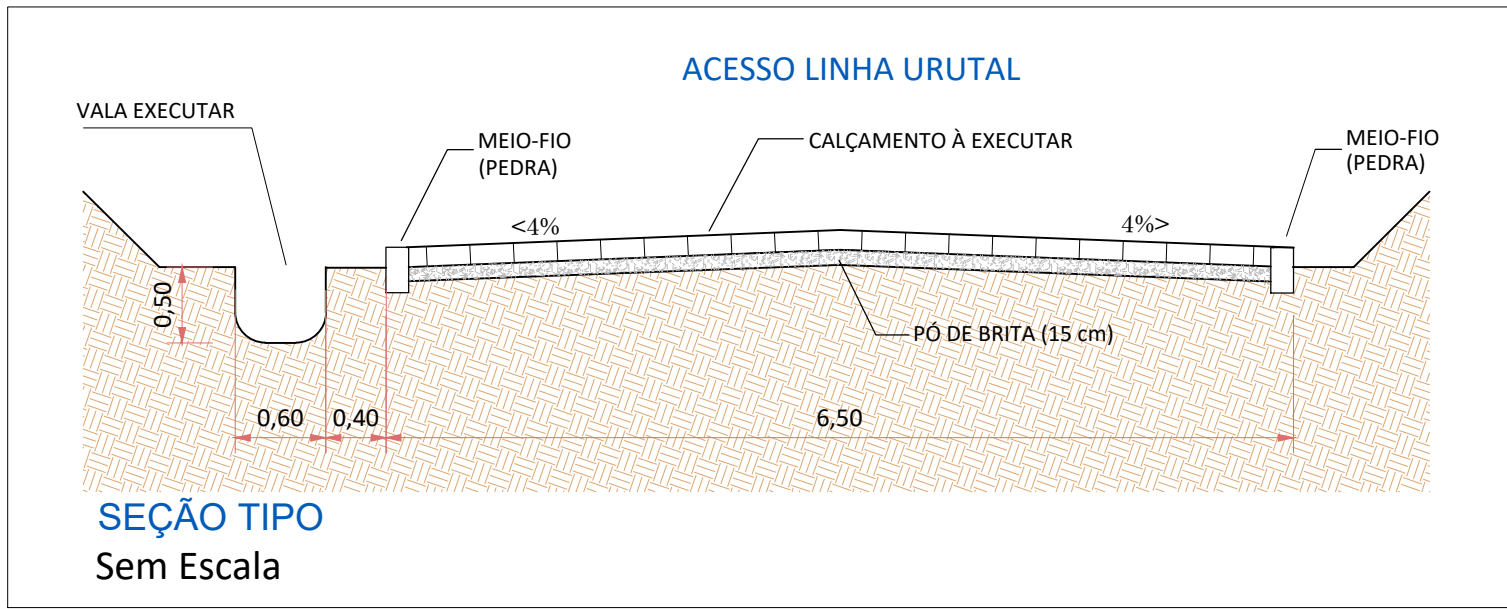 ACESSO LINHA URUTAL
VALA EXECUTAR
MEIO-FIO
(PEDRA)
CALÇAMENTO À EXECUTAR
MEIO-FIO
(PEDRA)
<4%
4%>
0,50
PÓ DE BRITA (15 cm)
0,60
0,40
6,50
SEÇÃO TIPO
Sem Escala